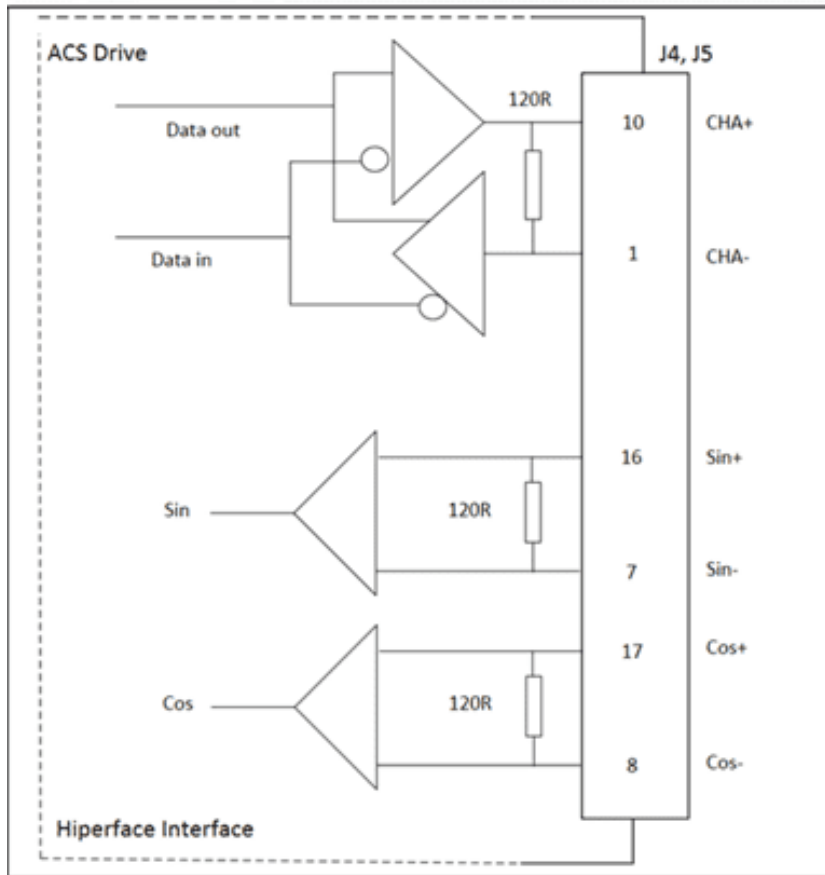 ACS Drive
J4, J5
120R
10
CHA+
Data out
1
CHA-
Data in
16
Sin+
Sin
120R
7
Sin-
17
Cos+
Cos
120R
8
Cos-
Hiperface Interface